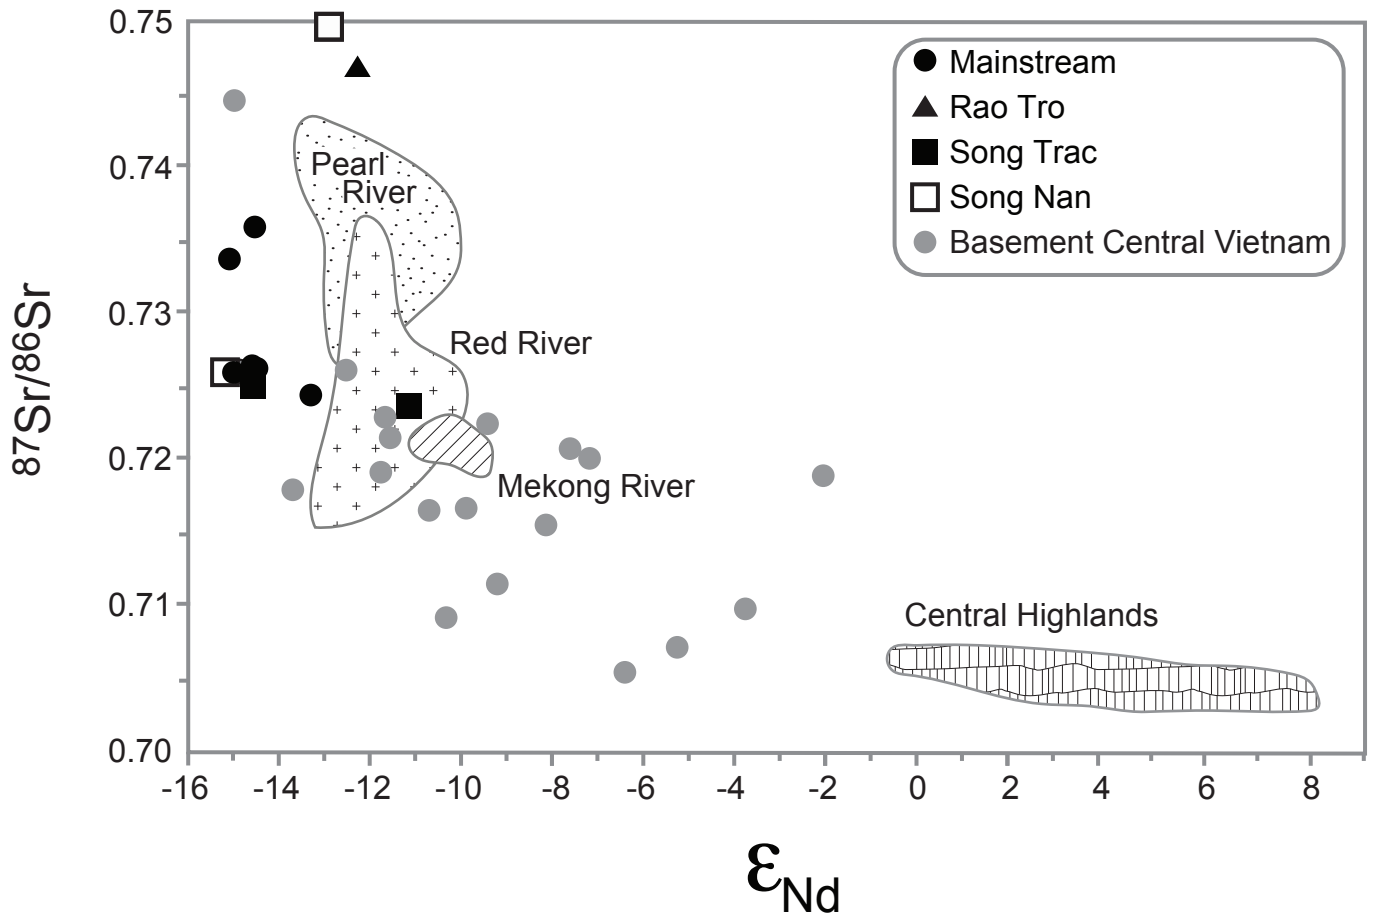 0.75
0.74
0.73
0.72
0.71
0.70
87Sr/86Sr
Mainstream
Rao Tro
Song Trac
Song Nan
Basement Central Vietnam
Pearl
River
Red River
Mekong River
Central Highlands
-16 -14 -12 -10 -8 -6 -4 -2 0 2 4 6 8
εNd